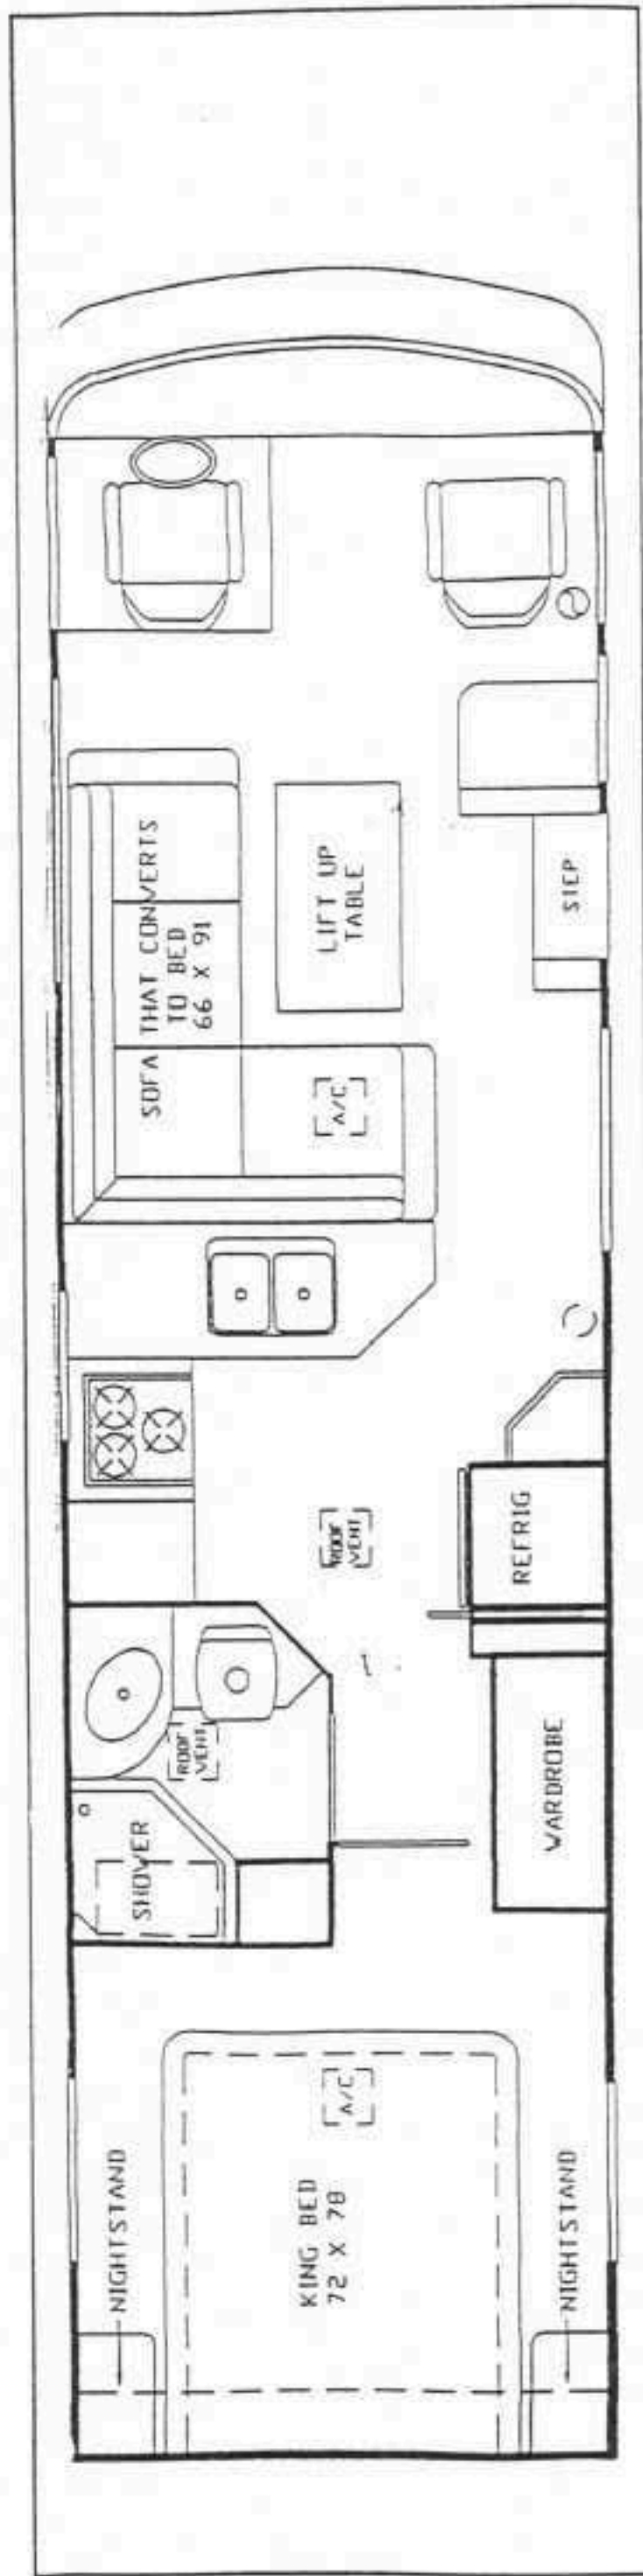 NIGHTSTAND
KING BED
72 X 78
A/C
NIGHTSTAND
SHOWER
ROOF
VENT
WARDROBE
ROOF
VENT
REFRIG
SOFA THAT CONVERTS
TO BED
66 X 91
A/C
LIFT UP
TABLE
STEP